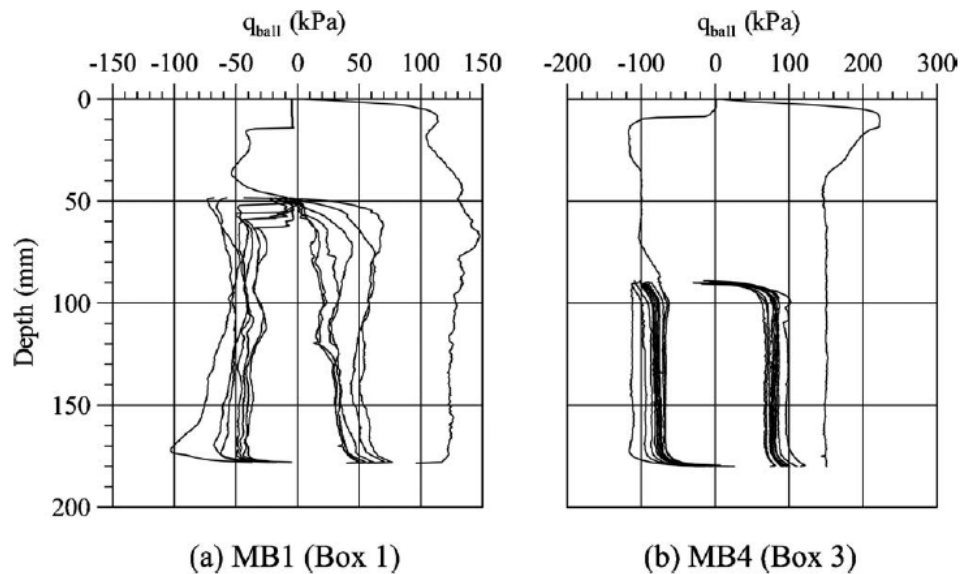 q_ball (kPa)
q_ball (kPa)
-150 -100 -50 0 50 100 150
-200 -100 0 100 200 300
0
50
100
150
200
Depth (mm)
(a) MB1 (Box 1)
(b) MB4 (Box 3)